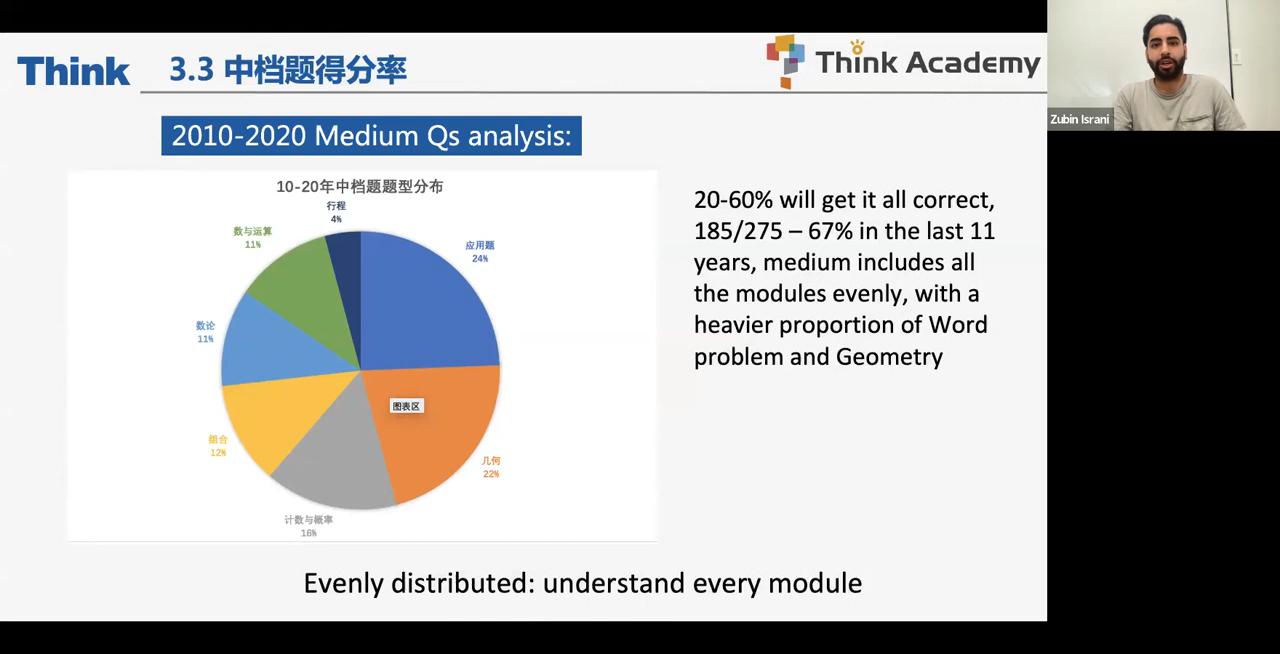 Think
3.3 中档题得分率
Think Academy
Zubin Israni
2010-2020 Medium Qs analysis:
10-20年中档题题型分布
行程
4%
数与运算
11%
应用题
24%
数论
11%
图表区
组合
12%
几何
22%
计数与概率
16%
20-60% will get it all correct,
185/275 – 67% in the last 11
years, medium includes all
the modules evenly, with a
heavier proportion of Word
problem and Geometry
Evenly distributed: understand every module